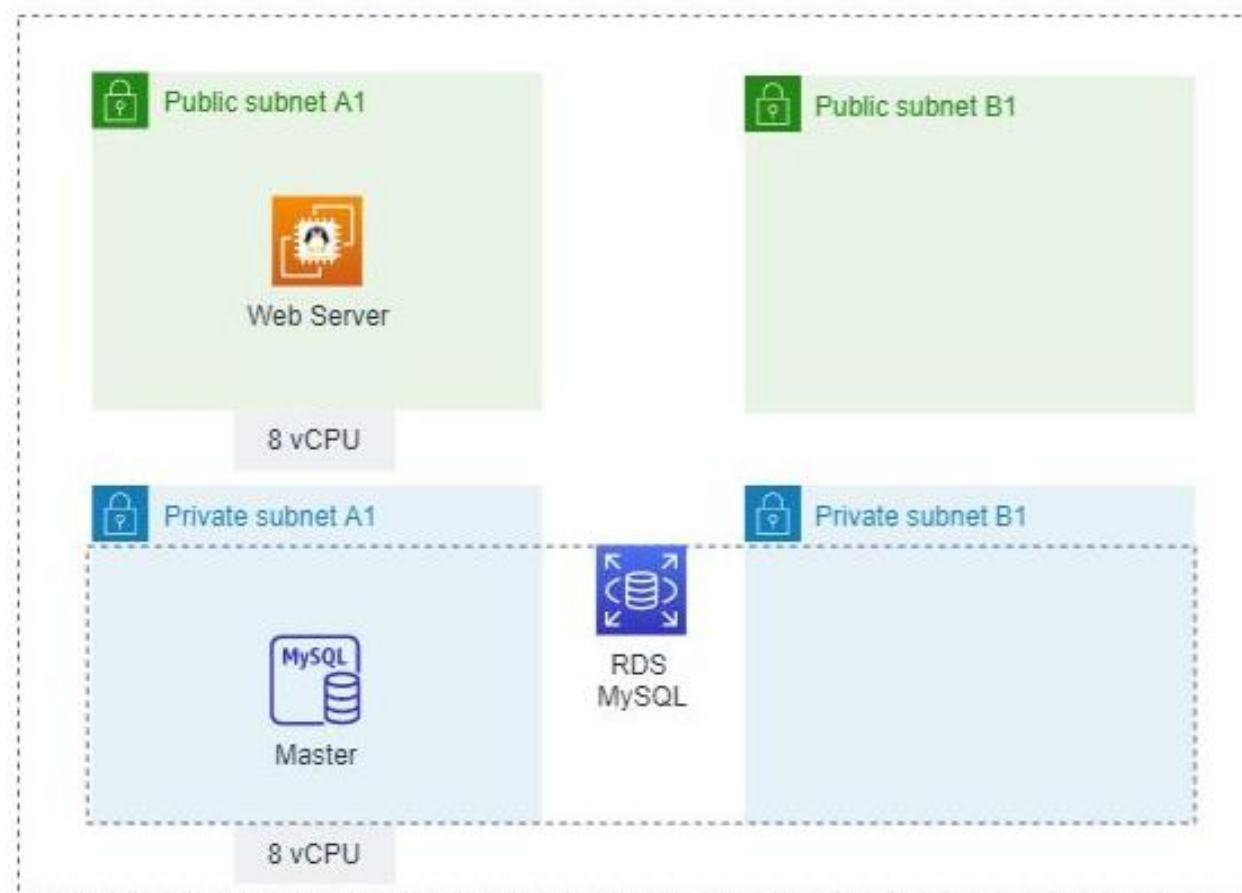 Public subnet A1
Public subnet B1
Web Server
8 vCPU
Private subnet A1
Private subnet B1
MySQL
Master
RDS
MySQL
8 vCPU